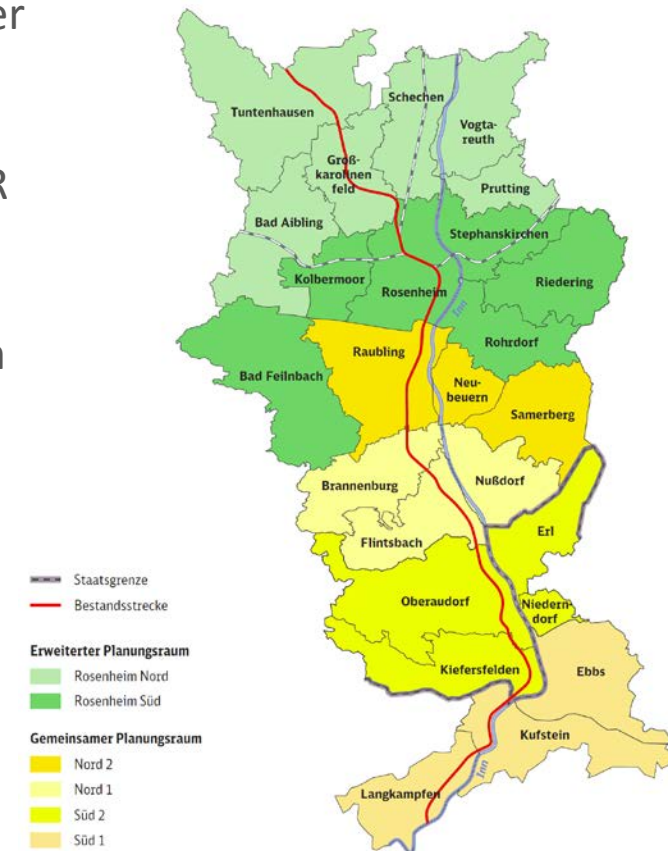 er
R
n
Tuntenhausen
Schechen
Vogta-
reuth
Groß-
karolinen
feld
Prutting
Bad Aibling
Stephanskirchen
Kolbermoor
Rosenheim
Riedering
Inn
Rohrdorf
Raubling
Bad Feilnbach
Neu-
beuern
Samerberg
Brannenburg
Nußdorf
Flintsbach
Erl
Oberaudorf
Niedern-
dorf
Kiefersfelden
Ebbs
Kufstein
Inn
Langkampfen
Staatsgrenze
Bestandsstrecke
Erweiterter Planungsraum
Rosenheim Nord
Rosenheim Süd
Gemeinsamer Planungsraum
Nord 2
Nord 1
Süd 2
Süd 1